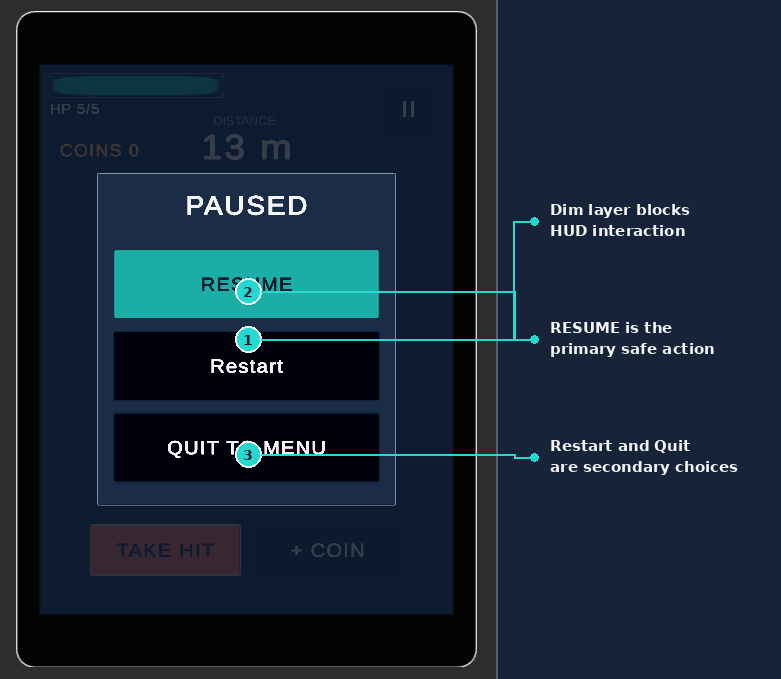 HP 5/5
DISTANCE
13 m
COINS 0
PAUSED
RESUME
2
1
Restart
QUIT TO MENU
3
TAKE HIT
+ COIN
Dim layer blocks
HUD interaction
RESUME is the
primary safe action
Restart and Quit
are secondary choices